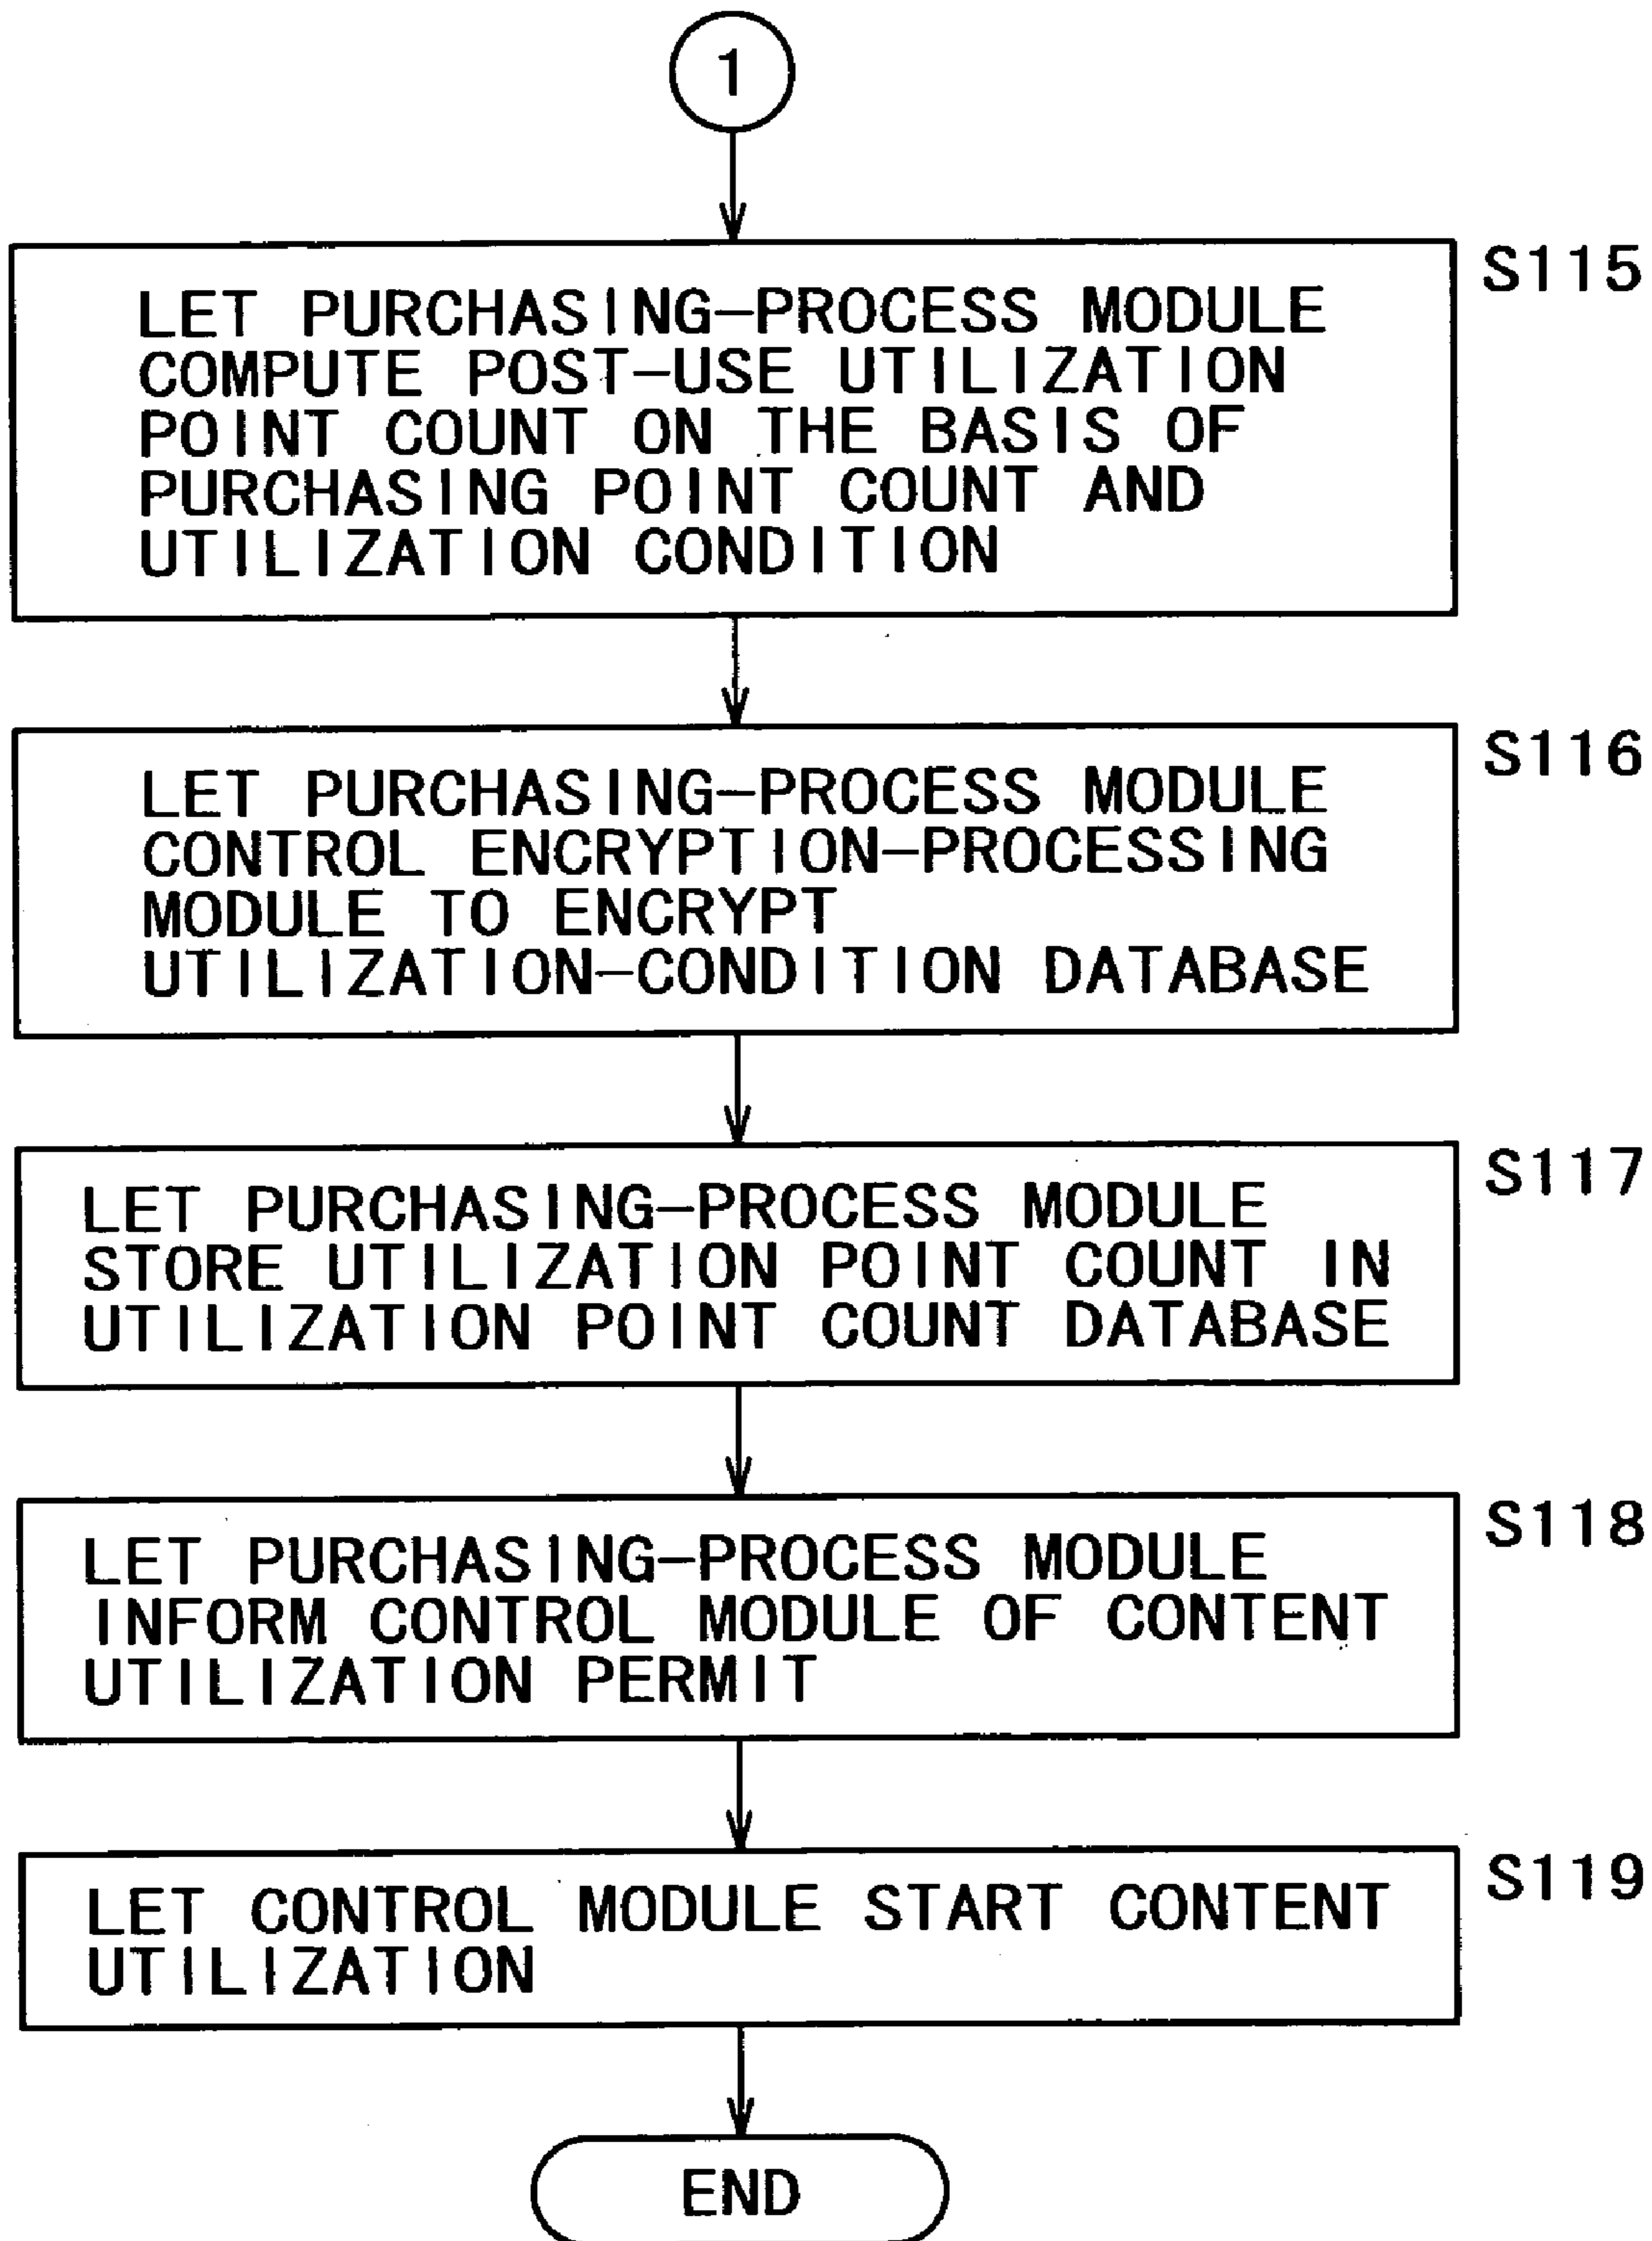 1
S115
LET PURCHASING-PROCESS MODULE
COMPUTE POST-USE UTILIZATION
POINT COUNT ON THE BASIS OF
PURCHASING POINT COUNT AND
UTILIZATION CONDITION
S116
LET PURCHASING-PROCESS MODULE
CONTROL ENCRYPTION-PROCESSING
MODULE TO ENCRYPT
UTILIZATION-CONDITION DATABASE
S117
LET PURCHASING-PROCESS MODULE
STORE UTILIZATION POINT COUNT IN
UTILIZATION POINT COUNT DATABASE
S118
LET PURCHASING-PROCESS MODULE
INFORM CONTROL MODULE OF CONTENT
UTILIZATION PERMIT
S119
LET CONTROL MODULE START CONTENT
UTILIZATION
END